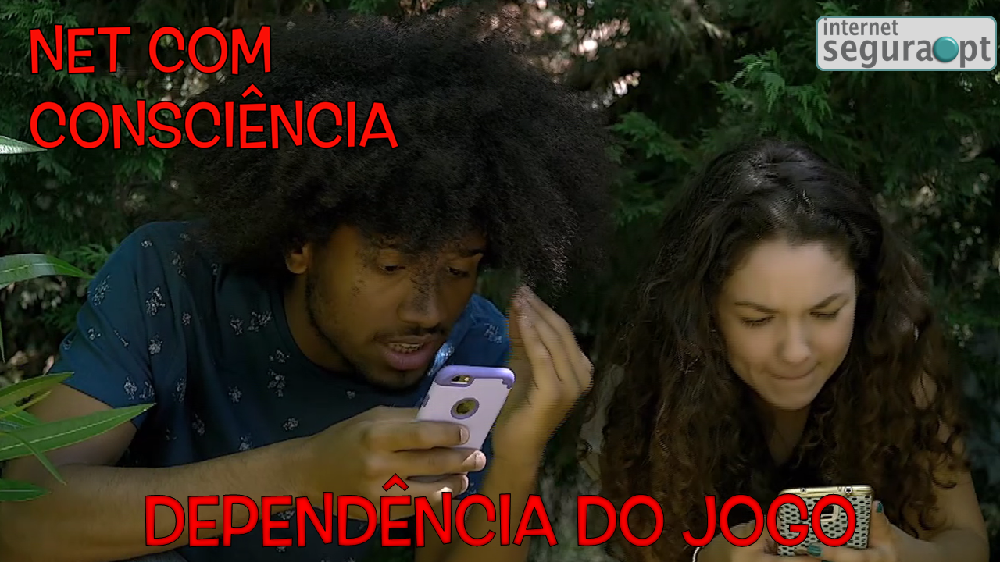 NET COM
CONSCIÊNCIA
internet
segura.pt
DEPENDÊNCIA DO JOGO